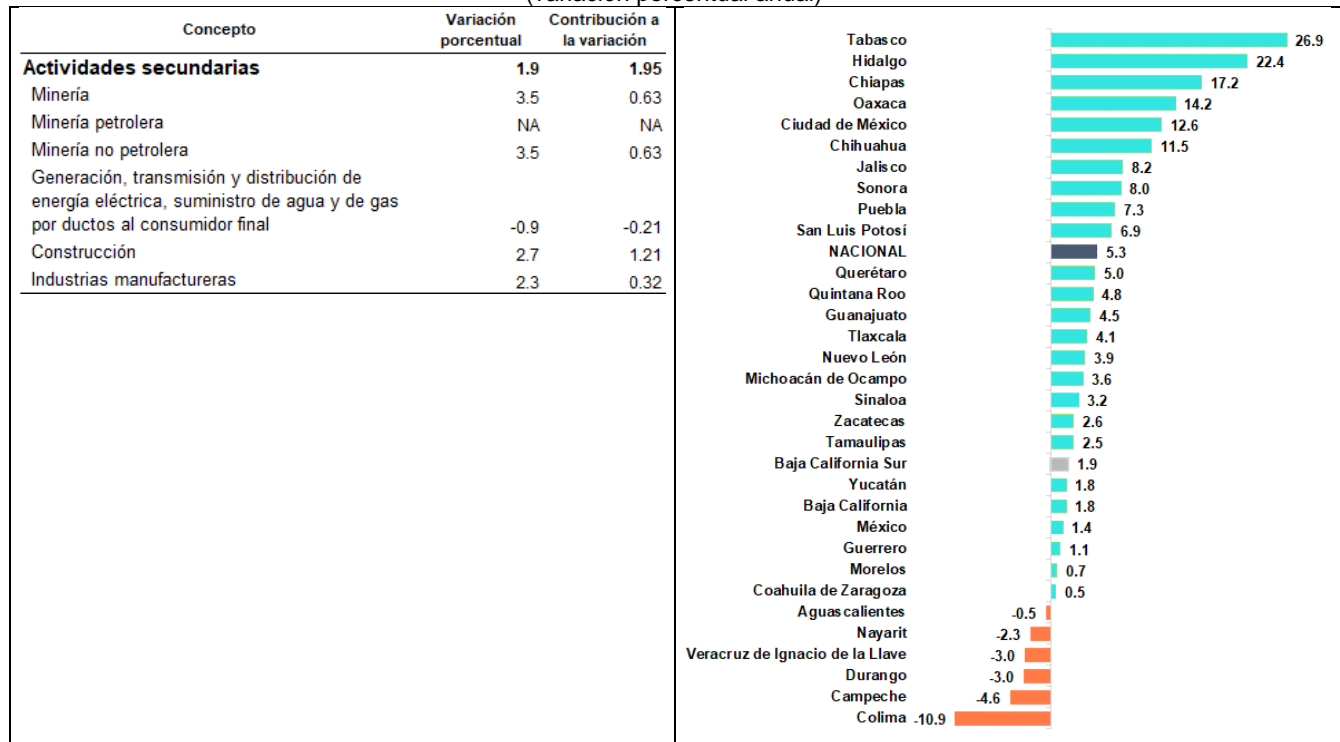 (Variación porcentual anual)
Concepto Variación porcentual Contribución a la variación
Actividades secundarias 1.9 1.95
Minería 3.5 0.63
Minería petrolera NA NA
Minería no petrolera 3.5 0.63
Generación, transmisión y distribución de
energía eléctrica, suministro de agua y de gas
por ductos al consumidor final -0.9 -0.21
Construcción 2.7 1.21
Industrias manufactureras 2.3 0.32
Tabasco 26.9
Hidalgo 22.4
Chiapas 17.2
Oaxaca 14.2
Ciudad de México 12.6
Chihuahua 11.5
Jalisco 8.2
Sonora 8.0
Puebla 7.3
San Luis Potosí 6.9
NACIONAL 5.3
Querétaro 5.0
Quintana Roo 4.8
Guanajuato 4.5
Tlaxcala 4.1
Nuevo León 3.9
Michoacán de Ocampo 3.6
Sinaloa 3.2
Zacatecas 2.6
Tamaulipas 2.5
Baja California Sur 1.9
Yucatán 1.8
Baja California 1.8
México 1.4
Guerrero 1.1
Morelos 0.7
Coahuila de Zaragoza 0.5
Aguascalientes -0.5
Nayarit -2.3
Veracruz de Ignacio de la Llave -3.0
Durango -3.0
Campeche -4.6
Colima -10.9